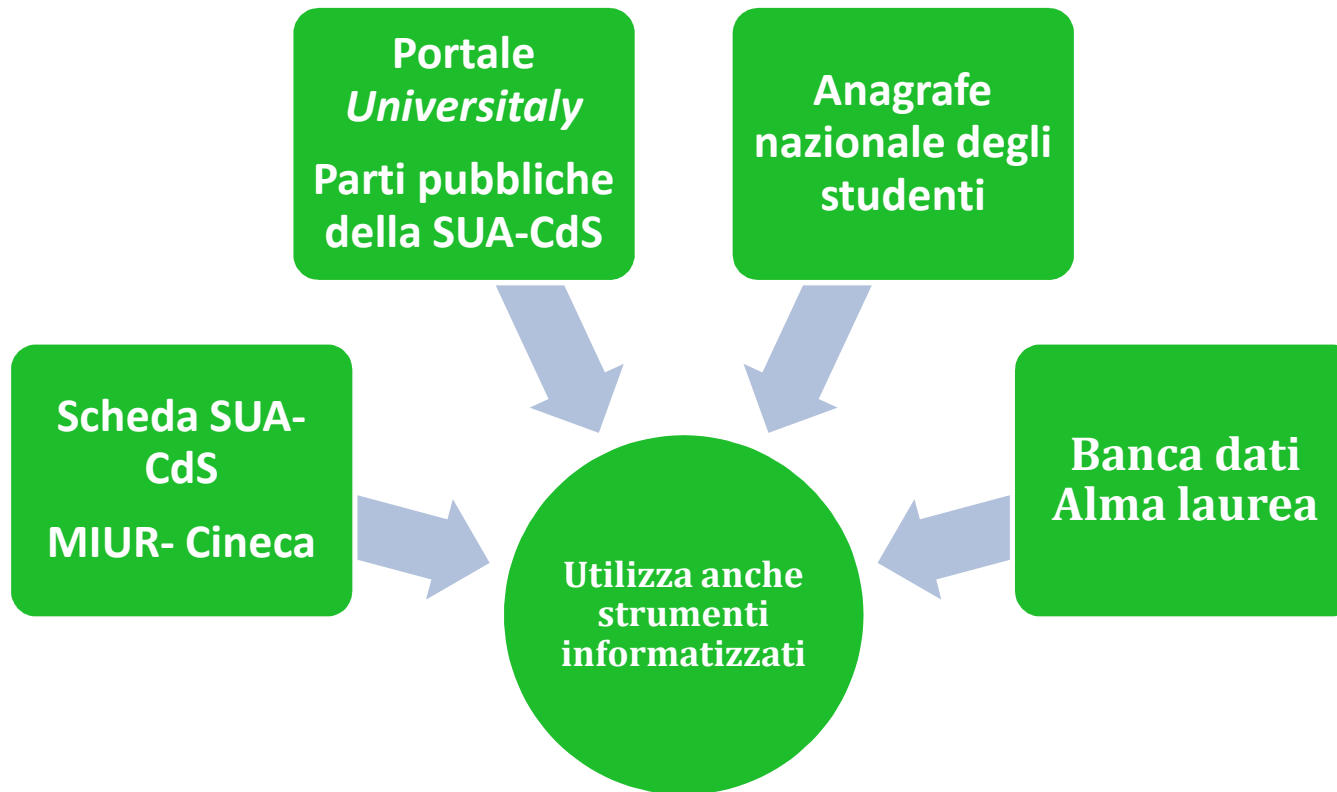 Portale
Universitaly
Parti pubbliche
della SUA-CdS
Anagrafe
nazionale degli
studenti
Scheda SUA-
CdS
MIUR- Cineca
Banca dati
Alma laurea
Utilizza anche
strumenti
informatizzati